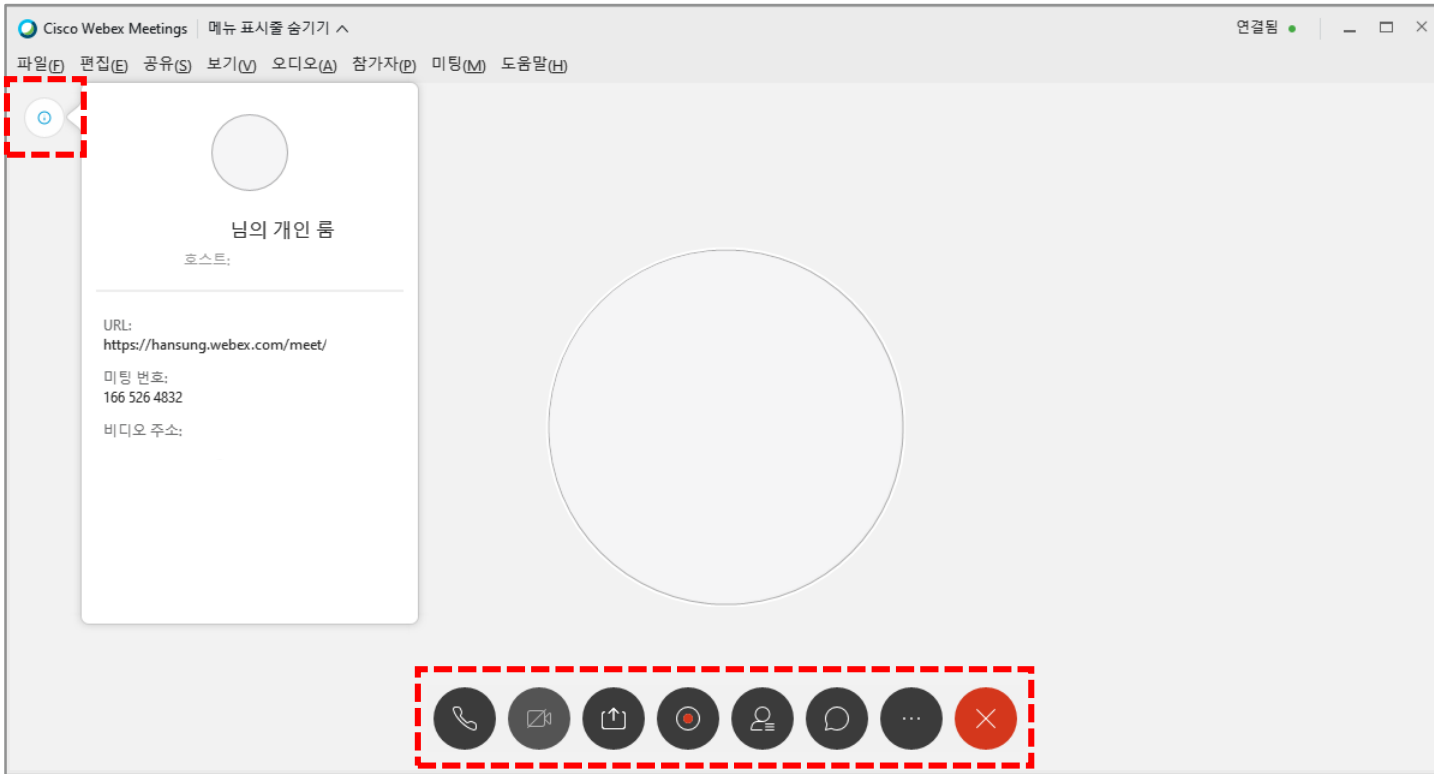 Cisco Webex Meetings 메뉴 표시줄 숨기기 연결됨
파일(F) 편집(E) 공유(S) 보기(V) 오디오(A) 참가자(P) 미팅(M) 도움말(H)
님의 개인 룸
호스트:
URL:
https://hansung.webex.com/meet/
미팅 번호:
166 526 4832
비디오 주소: